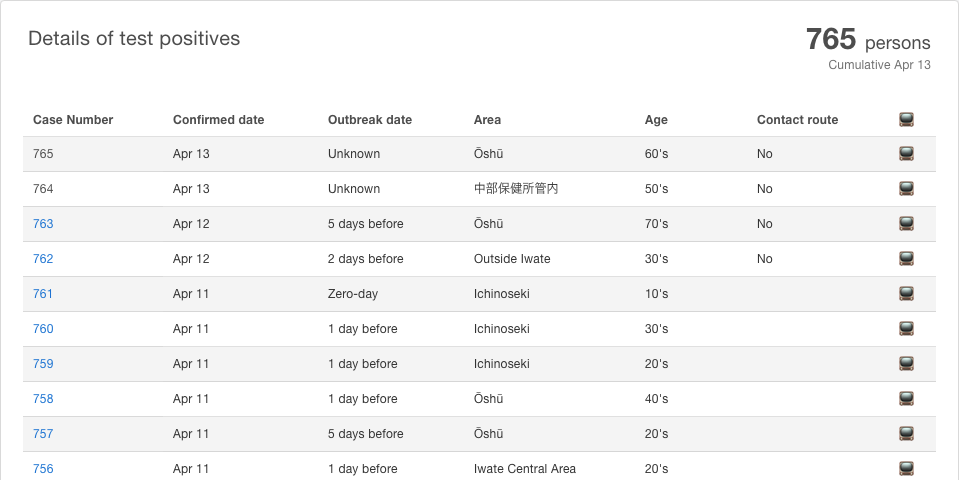 Details of test positives
765 persons
Cumulative Apr 13
Case Number Confirmed date Outbreak date Area Age Contact route
765 Apr 13 Unknown Ōshū 60's No
764 Apr 13 Unknown 中部保健所管内 50's No
763 Apr 12 5 days before Ōshū 70's No
762 Apr 12 2 days before Outside Iwate 30's No
761 Apr 11 Zero-day Ichinoseki 10's
760 Apr 11 1 day before Ichinoseki 30's
759 Apr 11 1 day before Ichinoseki 20's
758 Apr 11 1 day before Ōshū 40's
757 Apr 11 5 days before Ōshū 20's
756 Apr 11 1 day before Iwate Central Area 20's